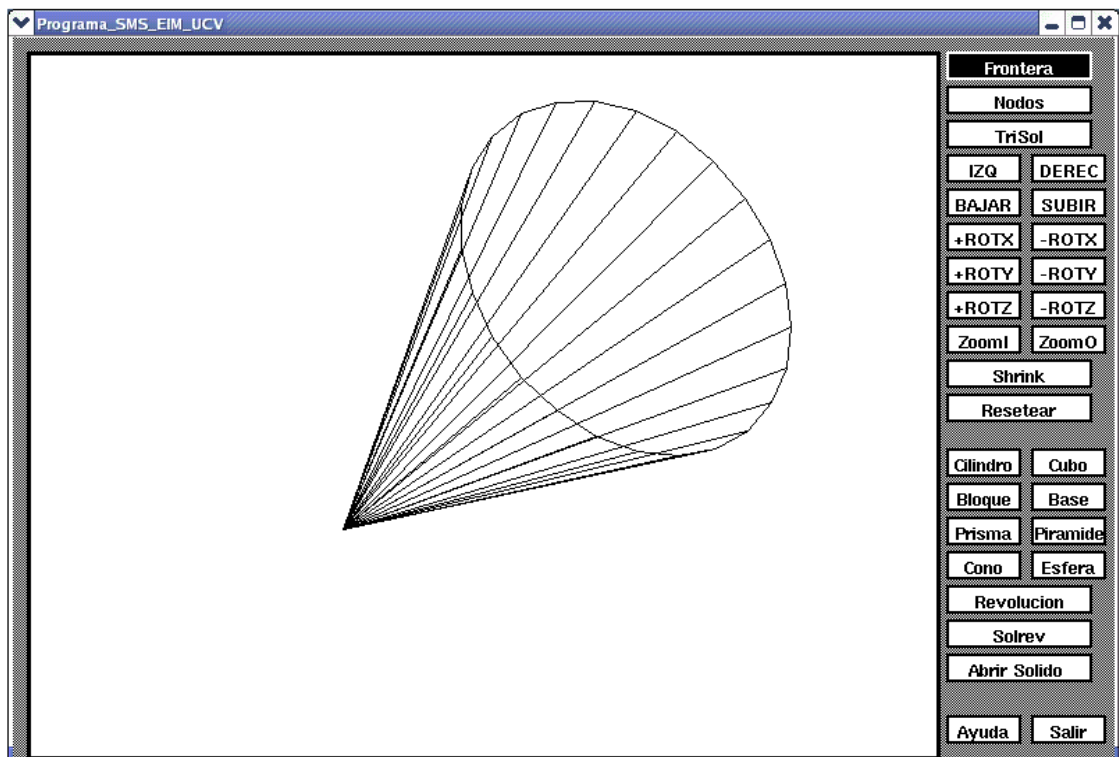 Programa_SMS_EIM_UCV
Frontera
Nodos
TriSol
IZQ DEREC
BAJAR SUBIR
+ROTX -ROTX
+ROTY -ROTY
+ROTZ -ROTZ
ZoomI ZoomO
Shrink
Resetear
Cilindro Cubo
Bloque Base
Prisma Piramide
Cono Esfera
Revolucion
Solrev
Abrir Solido
Ayuda Salir